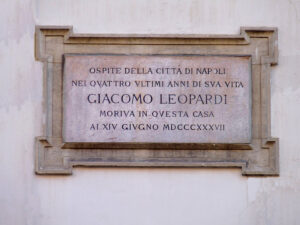 OSPITE DELLA CITTÀ DI NAPOLI
NEI QVATTRO VLTIMI ANNI DI SVA VITA
GIACOMO LEOPARDI
MORIVA IN QVESTA CASA
AI XIV GIVGNO MDCCCXXXVII